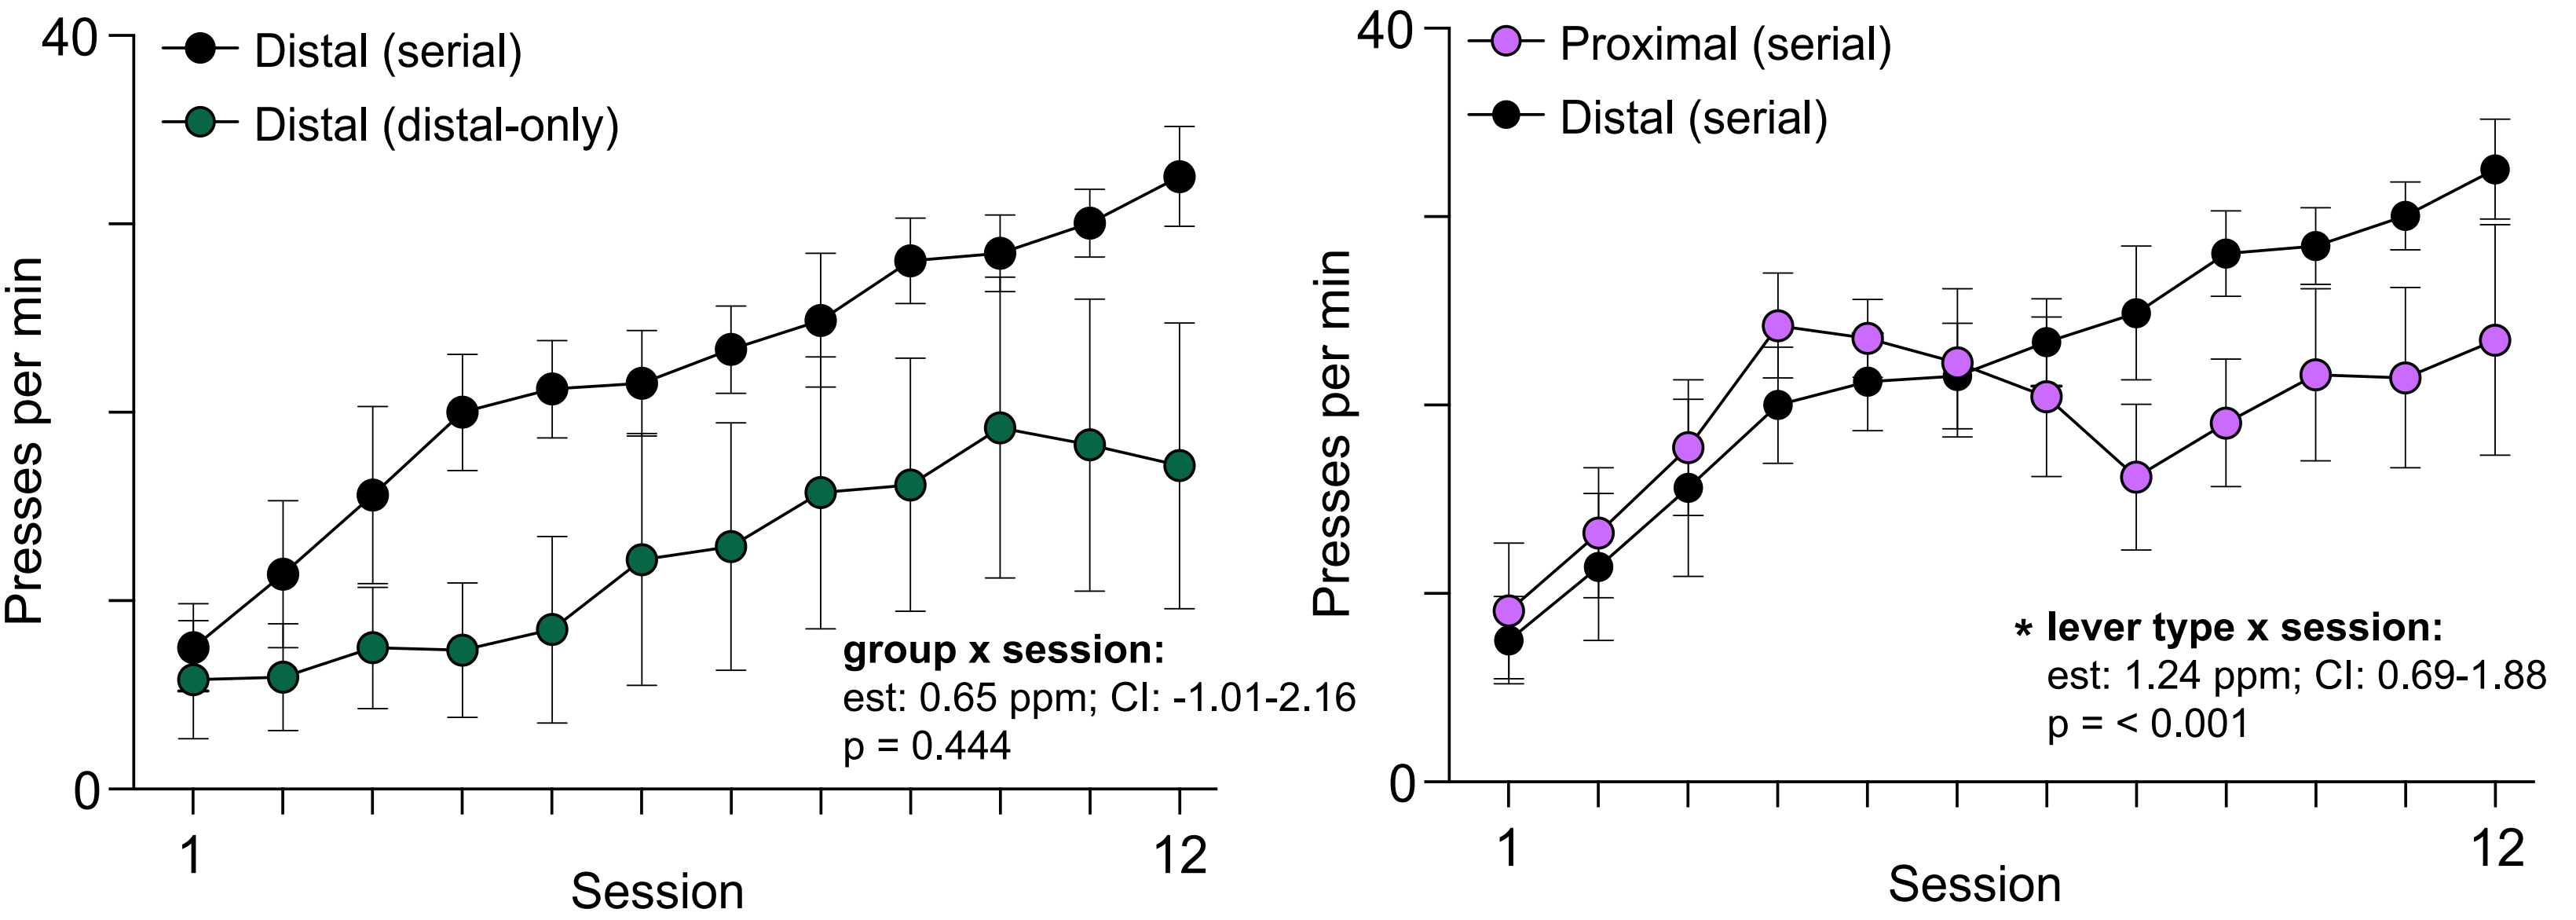 40
Distal (serial)
Distal (distal-only)
Presses per min
group x session:
est: 0.65 ppm; CI: -1.01-2.16
p = 0.444
0
1
12
Session
40
Proximal (serial)
Distal (serial)
Presses per min
* lever type x session:
est: 1.24 ppm; CI: 0.69-1.88
p = < 0.001
0
1
12
Session